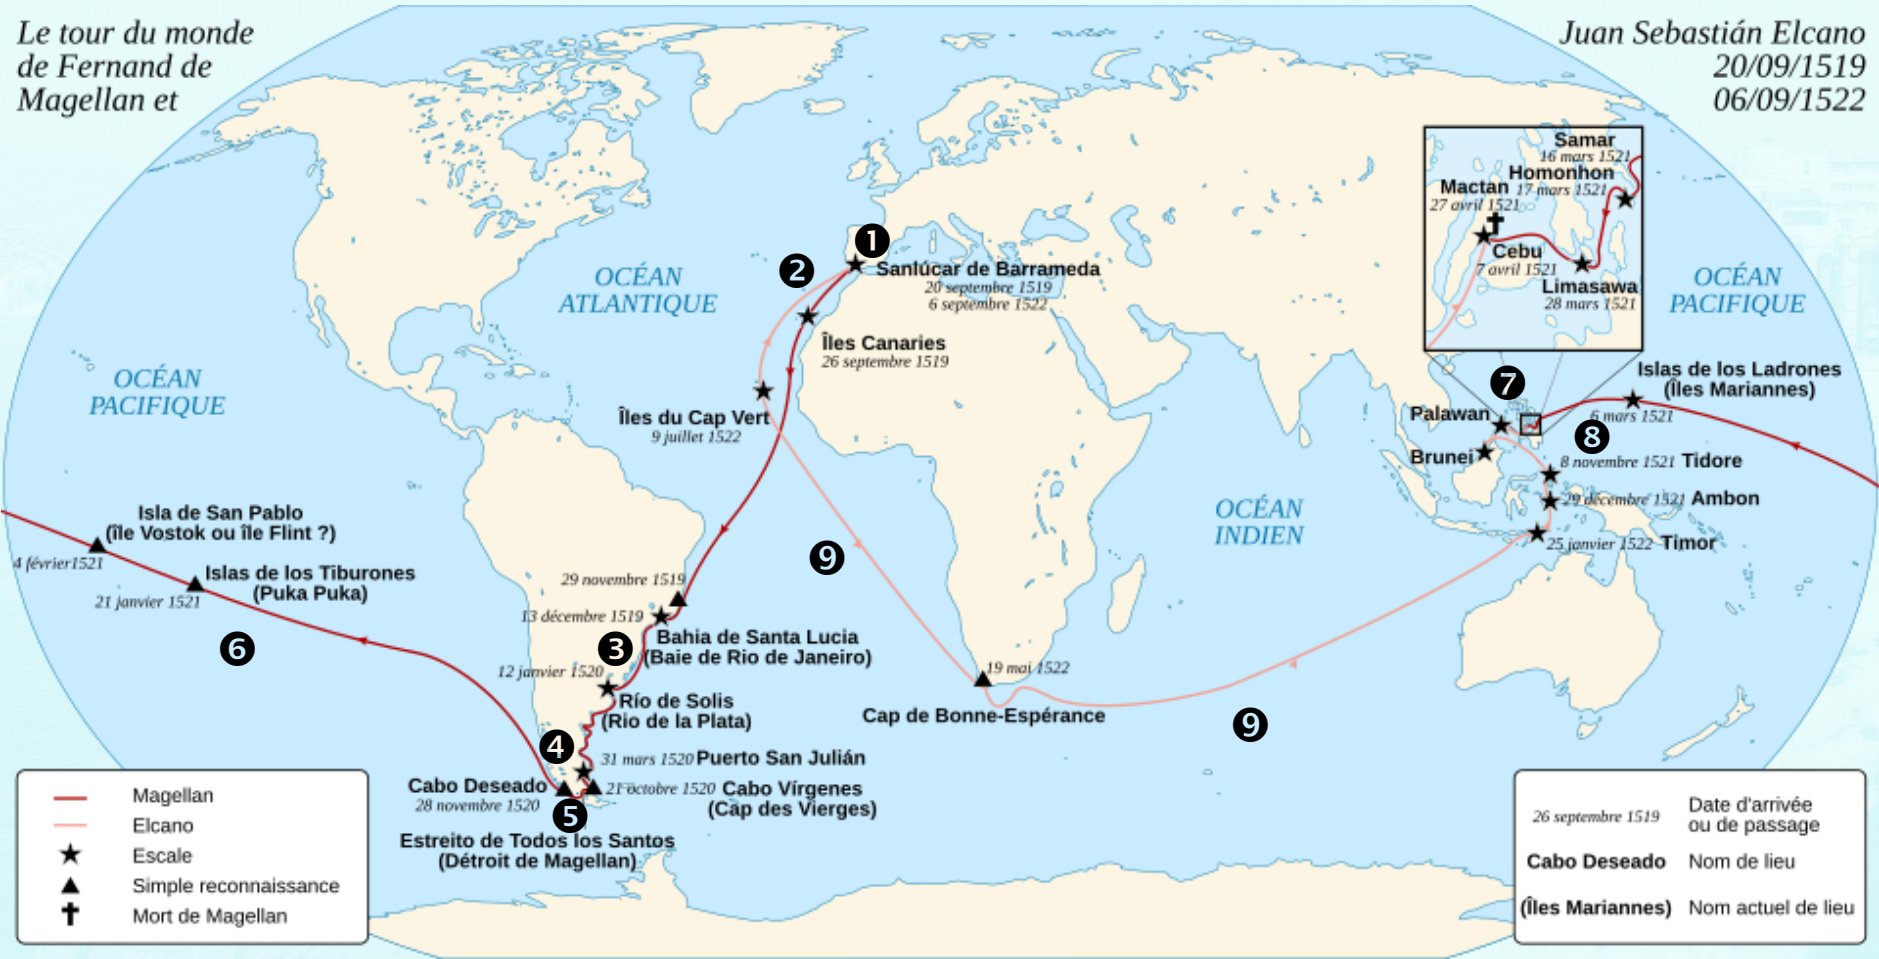 Le tour du monde
de Fernand de
Magellan et
Juan Sebastián Elcano
20/09/1519
06/09/1522
Samar
16 mars 1521
Homonhon
17 mars 1521
Mactan
27 avril 1521
Cebu
7 avril 1521
Limasawa
28 mars 1521
OCÉAN
PACIFIQUE
OCÉAN
ATLANTIQUE
1
2
Sanlúcar de Barrameda
20 septembre 1519
6 septembre 1522
Îles Canaries
26 septembre 1519
OCÉAN
PACIFIQUE
Îles du Cap Vert
9 juillet 1522
7
Islas de los Ladrones
(Îles Mariannes)
6 mars 1521
Palawan
8
Brunei
8 novembre 1521 Tidore
29 décembre 1521 Ambon
25 janvier 1522 Timor
OCÉAN
INDIEN
Isla de San Pablo
(île Vostok ou île Flint ?)
4 février1521
Islas de los Tiburones
(Puka Puka)
21 janvier 1521
6
9
29 novembre 1519
13 décembre 1519
Bahia de Santa Lucia
(Baie de Rio de Janeiro)
3
12 janvier 1520
Río de Solis
(Rio de la Plata)
19 mai 1522
Cap de Bonne-Espérance
9
4
31 mars 1520 Puerto San Julián
Cabo Deseado
28 novembre 1520
21 octobre 1520 Cabo Vírgenes
(Cap des Vierges)
5
Estreito de Todos los Santos
(Détroit de Magellan)
Magellan
Elcano
Escale
Simple reconnaissance
Mort de Magellan
26 septembre 1519 Date d'arrivée
ou de passage
Cabo Deseado Nom de lieu
(Îles Mariannes) Nom actuel de lieu